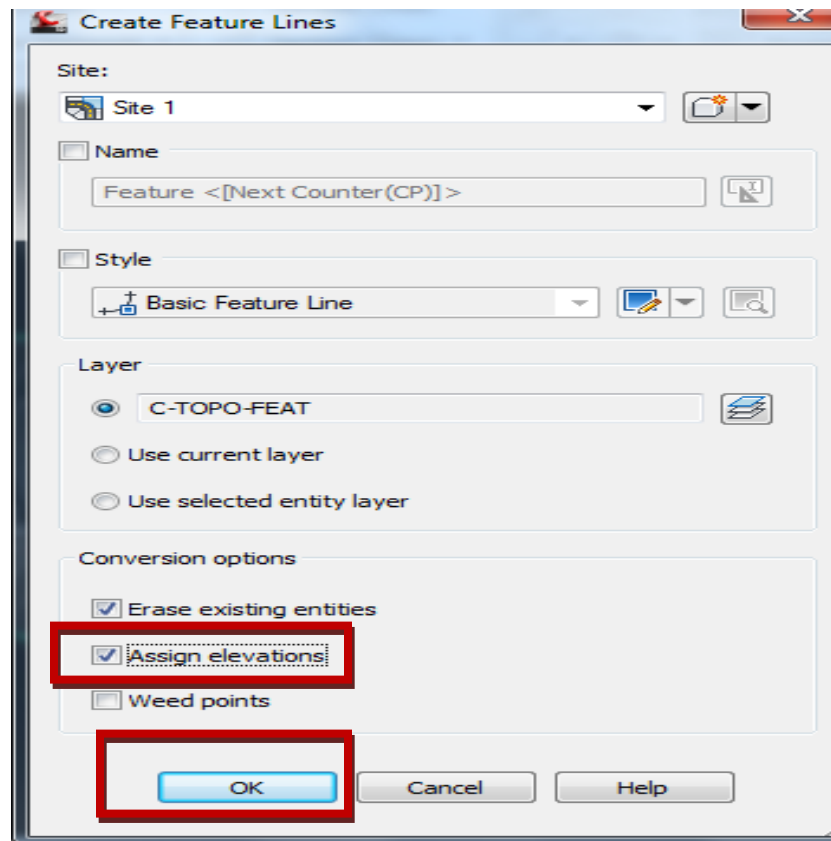 Create Feature Lines
Site:
Site 1
Name
Feature <[Next Counter(CP)]>
Style
Basic Feature Line
Layer
C-TOPO-FEAT
Use current layer
Use selected entity layer
Conversion options
Erase existing entities
Assign elevations
Weed points
OK Cancel Help